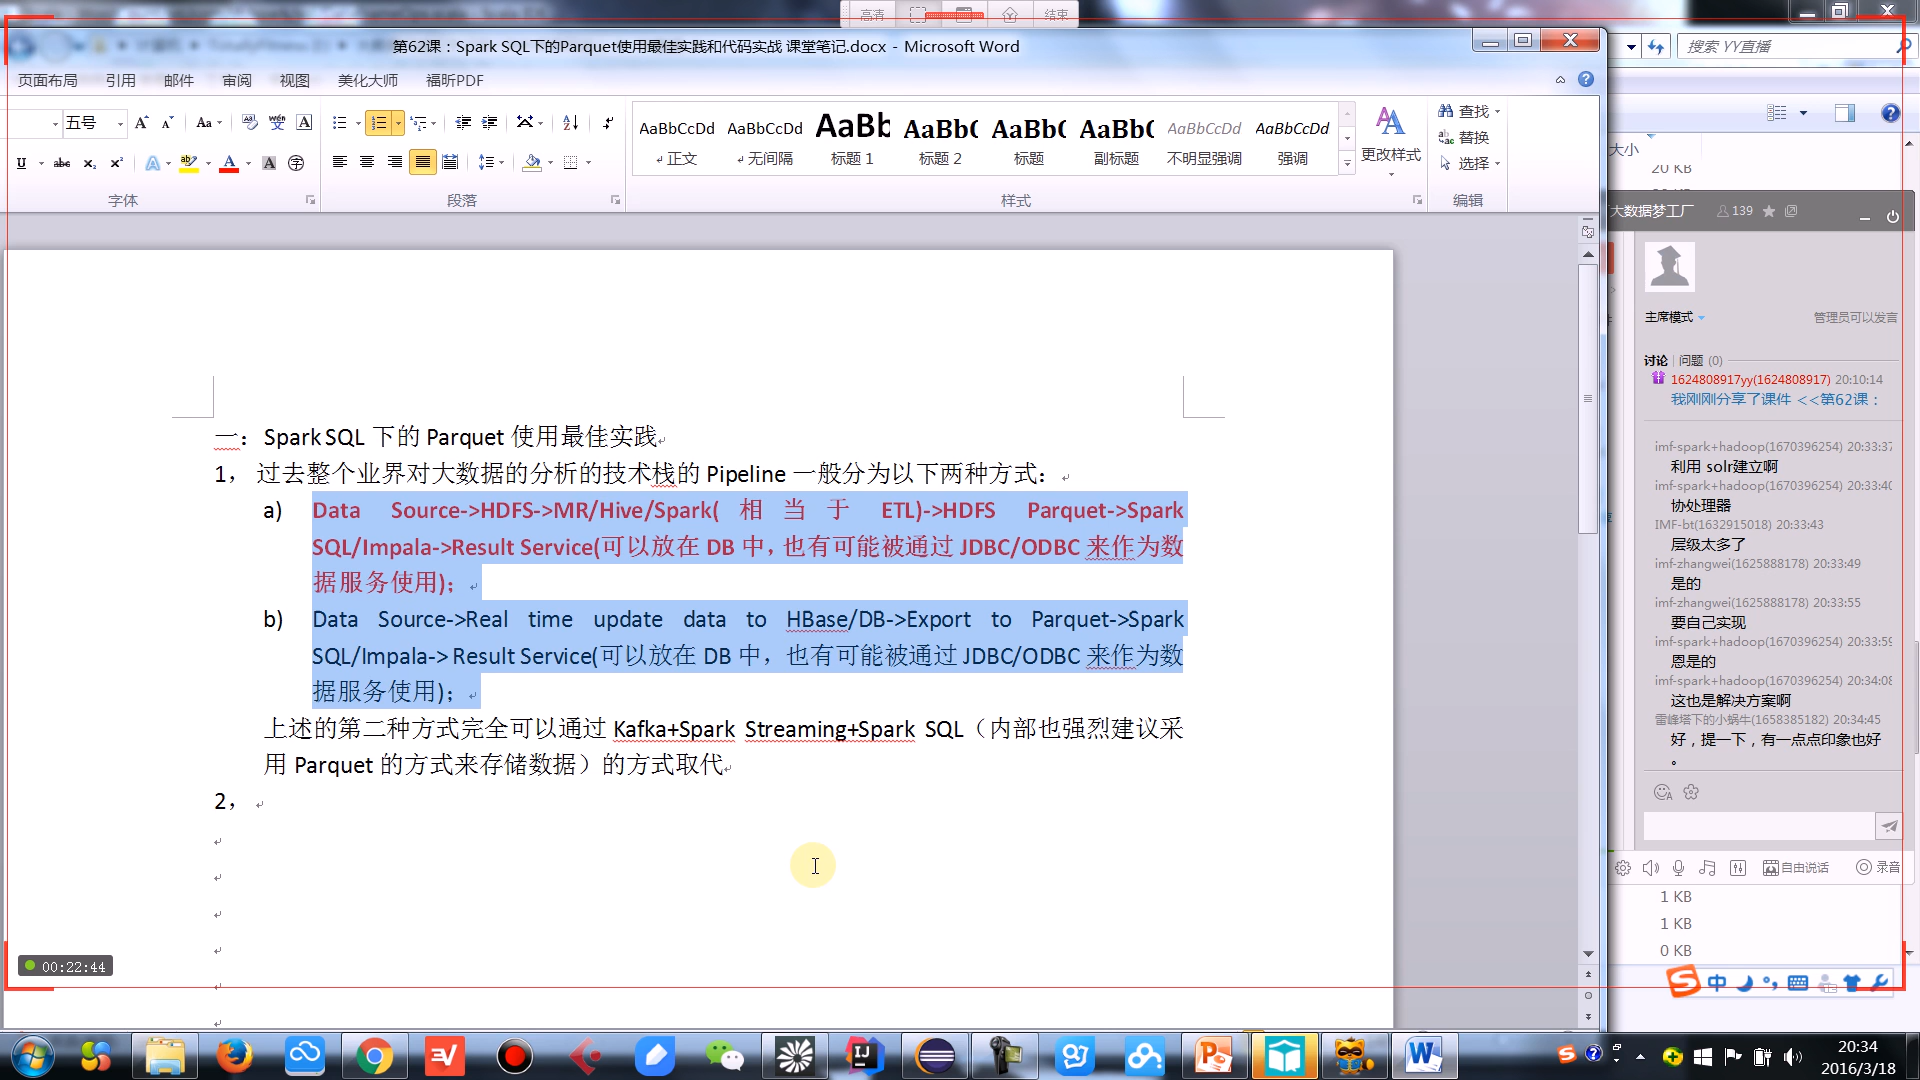 高清
结束
第62课：Spark SQL下的Parquet使用最佳实践和代码实战 课堂笔记.docx - Microsoft Word
搜索 YY直播
页面布局 引用 邮件 审阅 视图 美化大师 福昕PDF
五号
AaBbCcDd AaBbCcDd AaBb AaBb( AaBb( AaBb( AaBbCcDd AaBbCcDd
正文 无间隔 标题 1 标题 2 标题 副标题 不明显强调 强调
更改样式
查找
替换
选择
字体 段落 样式 编辑
大小
20 KB
大数据梦工厂 139
主席模式 管理员可以发言
讨论 | 问题 (0)
1624808917yy(1624808917) 20:10:14
我刚刚分享了课件 <<第62课：
imf-spark+hadoop(1670396254) 20:33:37
利用 solr建立啊
imf-spark+hadoop(1670396254) 20:33:40
协处理器
IMF-bt(1632915018) 20:33:43
层级太多了
imf-zhangwei(1625888178) 20:33:49
是的
imf-zhangwei(1625888178) 20:33:55
要自己实现
imf-spark+hadoop(1670396254) 20:33:59
恩是的
imf-spark+hadoop(1670396254) 20:34:08
这也是解决方案啊
雷峰塔下的小蜗牛(1658385182) 20:34:45
好，提一下，有一点点印象也好
。
自由说话 录音
1 KB
1 KB
0 KB
一：Spark SQL 下的 Parquet 使用最佳实践
1， 过去整个业界对大数据的分析的技术栈的 Pipeline 一般分为以下两种方式：
a) Data Source->HDFS->MR/Hive/Spark(相当于 ETL)->HDFS Parquet->Spark
SQL/Impala->Result Service(可以放在 DB 中，也有可能被通过 JDBC/ODBC 来作为数
据服务使用)；
b) Data Source->Real time update data to HBase/DB->Export to Parquet->Spark
SQL/Impala-> Result Service(可以放在 DB 中，也有可能被通过 JDBC/ODBC 来作为数
据服务使用)；
上述的第二种方式完全可以通过 Kafka+Spark Streaming+Spark SQL（内部也强烈建议采
用 Parquet 的方式来存储数据）的方式取代
2，
00:22:44
中
20:34
2016/3/18